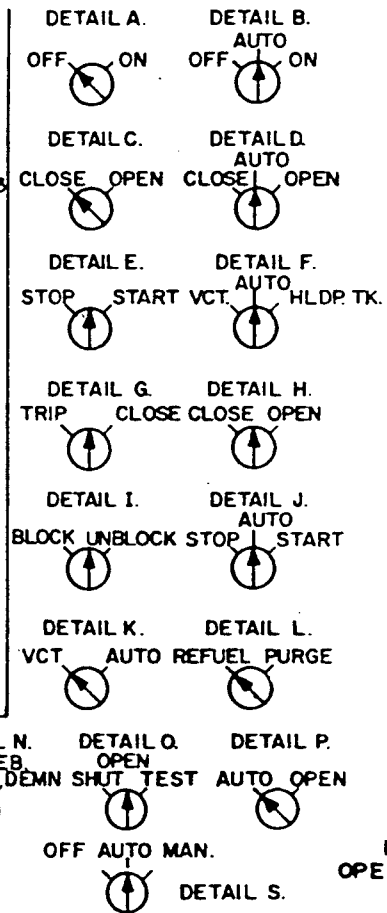 DETAIL A. DETAIL B.
AUTO
OFF ON OFF ON
DETAIL C. DETAIL D.
AUTO
CLOSE OPEN CLOSE OPEN
DETAIL E. DETAIL F.
AUTO
STOP START VCT. HLDP. TK.
DETAIL G. DETAIL H.
TRIP CLOSE CLOSE OPEN
DETAIL I. DETAIL J.
AUTO
BLOCK UNBLOCK STOP START
DETAIL K. DETAIL L.
VCT AUTO REFUEL PURGE
L N. DETAIL O. DETAIL P.
EB. OPEN
DEMN SHUT TEST AUTO OPEN
OFF AUTO MAN.
OPE
DETAIL S.